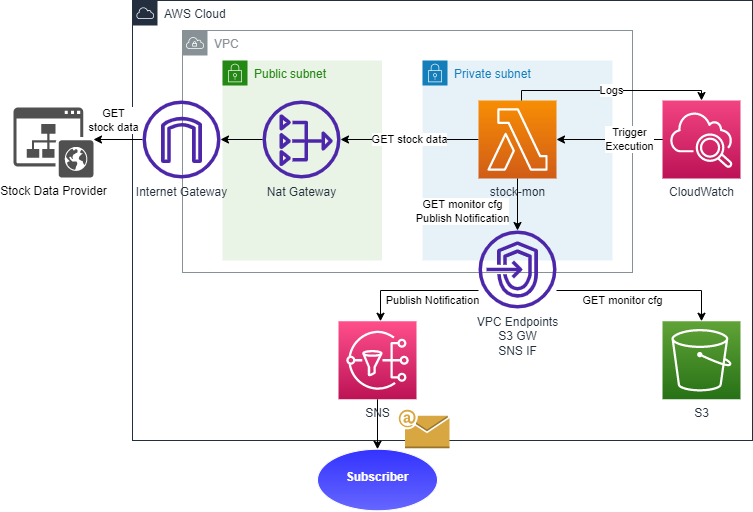 AWS Cloud
VPC
Public subnet
Private subnet
Logs
GET
stock data
GET stock data
Trigger
Execution
Stock Data Provider
Internet Gateway
Nat Gateway
stock-mon
CloudWatch
GET monitor cfg
Publish Notification
Publish Notification
GET monitor cfg
VPC Endpoints
S3 GW
SNS IF
SNS
S3
@
Subscriber